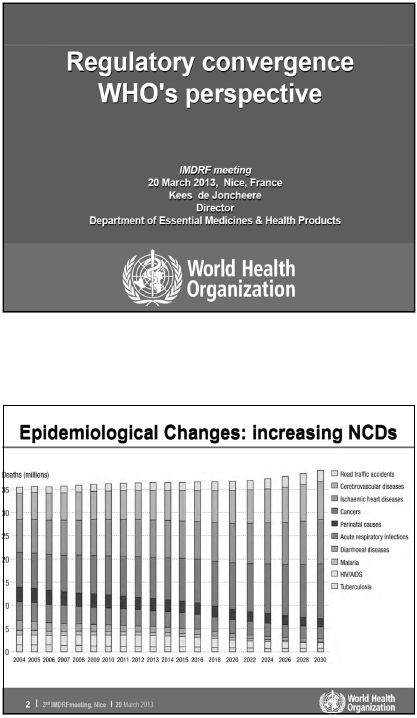 Regulatory convergence
WHO's perspective
IMDRF meeting
20 March 2013, Nice, France
Kees de Joncheere
Director
Department of Essential Medicines & Health Products
World Health
Organization
Epidemiological Changes: increasing NCDs
Deaths (millions)
35
30
25
20
15
10
5
0
2004 2005 2006 2007 2008 2009 2010 2011 2012 2013 2014 2015 2016 2018 2020 2022 2024 2026 2028 2030
Road traffic accidents
Cerebrovascular diseases
Ischaemic heart diseases
Cancers
Perinatal causes
Acute respiratory infections
Diarrhoeal diseases
Malaria
HIV/AIDS
Tuberculosis
2 | 3rd IMDRFmeeting, Nice | 20 March 2013
World Health
Organization